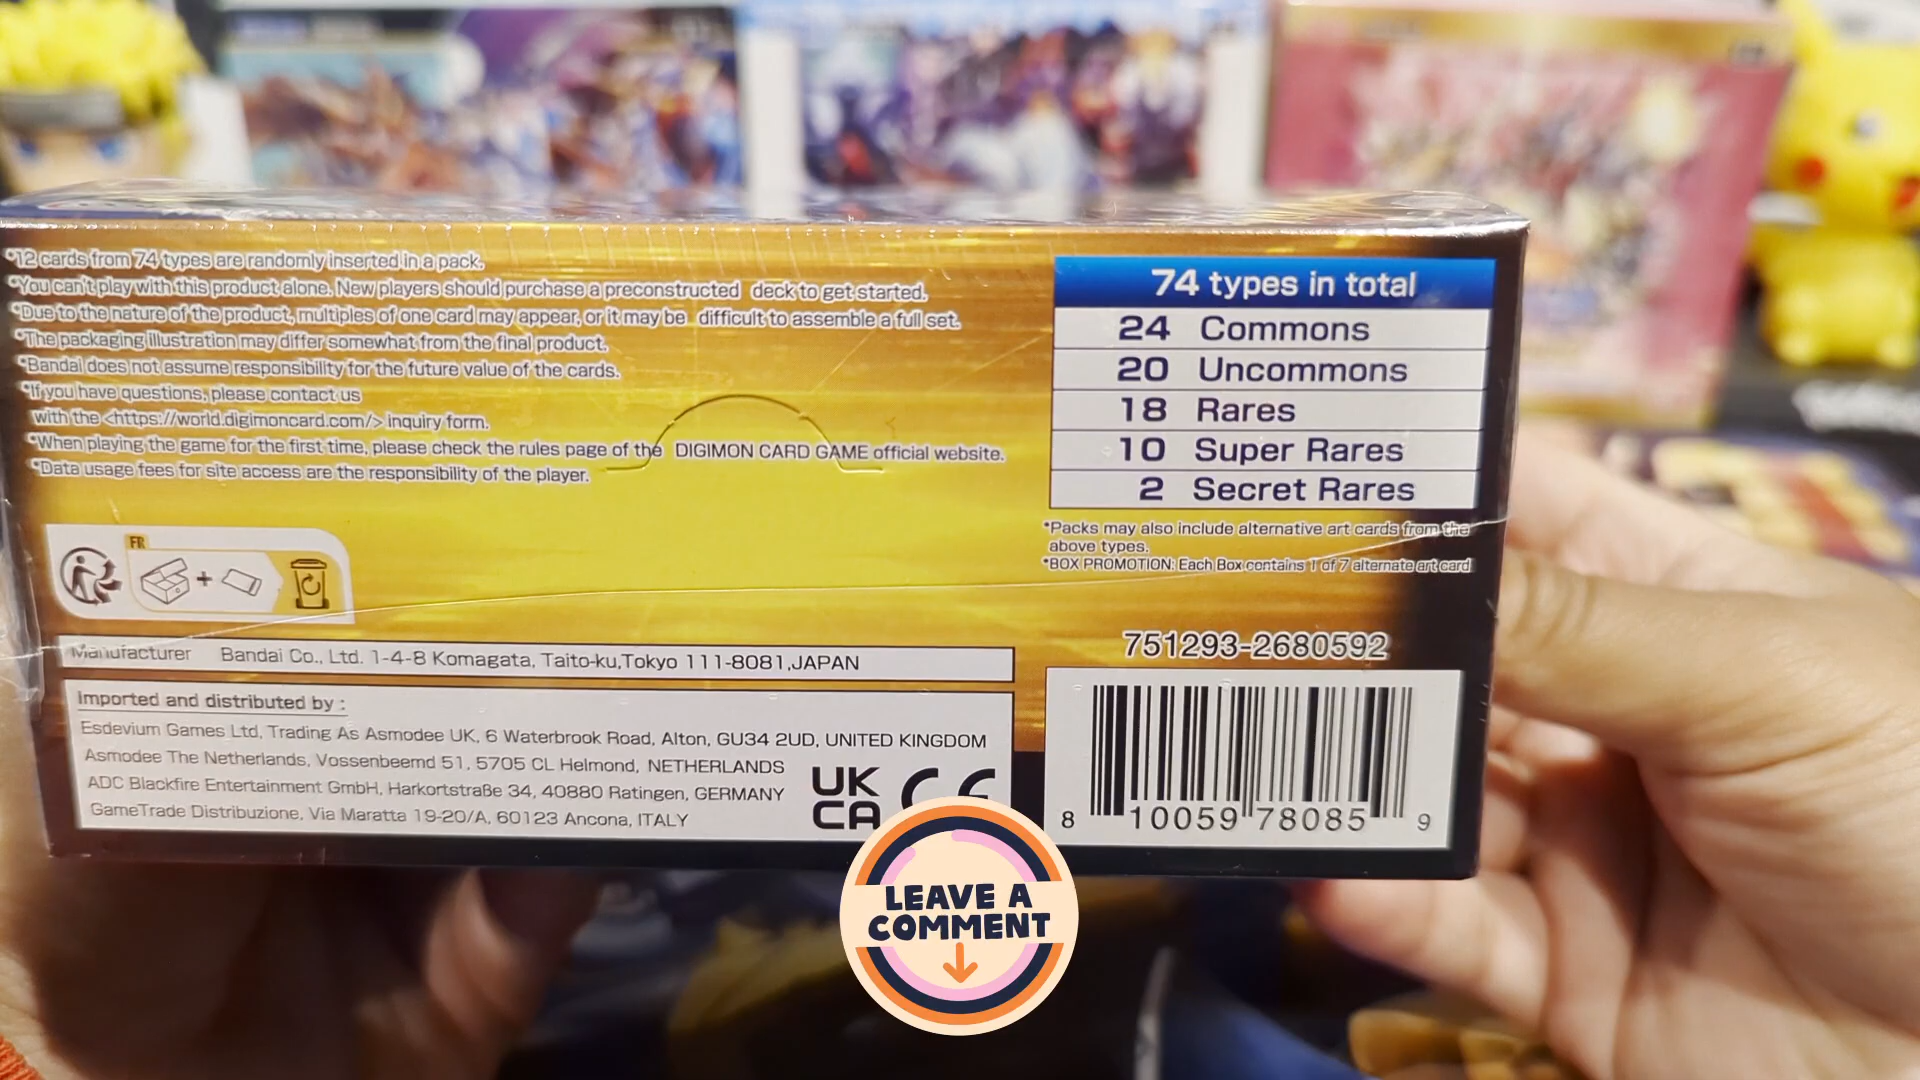 *12 cards from 74 types are randomly inserted in a pack.
*You can't play with this product alone. New players should purchase a preconstructed deck to get started.
*Due to the nature of the product, multiples of one card may appear, or it may be difficult to assemble a full set.
*The packaging illustration may differ somewhat from the final product.
*Bandai does not assume responsibility for the future value of the cards.
*If you have questions, please contact us
with the <https://world.digimoncard.com/> inquiry form.
*When playing the game for the first time, please check the rules page of the DIGIMON CARD GAME official website.
*Data usage fees for site access are the responsibility of the player.
FR
+
Manufacturer Bandai Co., Ltd. 1-4-8 Komagata, Taito-ku,Tokyo 111-8081,JAPAN
Imported and distributed by :
Esdevium Games Ltd, Trading As Asmodee UK, 6 Waterbrook Road, Alton, GU34 2UD, UNITED KINGDOM
Asmodee The Netherlands, Vossenbeemd 51, 5705 CL Helmond, NETHERLANDS
ADC Blackfire Entertainment GmbH, Harkortstraße 34, 40880 Ratingen, GERMANY
GameTrade Distribuzione, Via Maratta 19-20/A, 60123 Ancona, ITALY
UK
CA
CE
74 types in total
24 Commons
20 Uncommons
18 Rares
10 Super Rares
2 Secret Rares
*Packs may also include alternative art cards from the
above types.
*BOX PROMOTION: Each Box contains 1 of 7 alternate art card
751293-2680592
8 10059 78085 9
LEAVE A
COMMENT